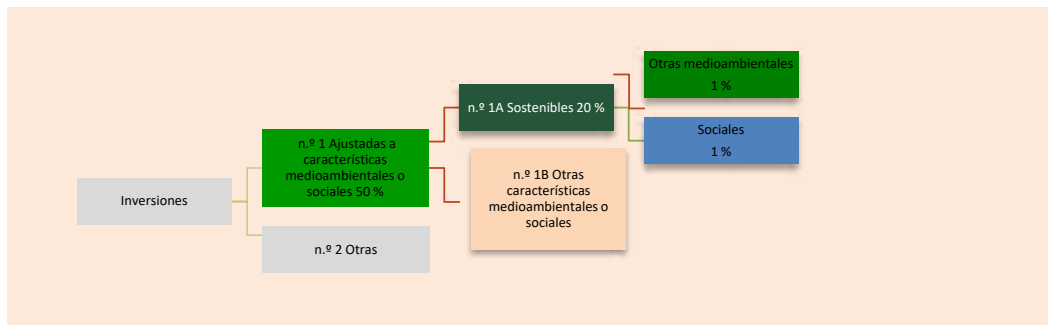 Inversiones
n.º 1 Ajustadas a
características
medioambientales o
sociales 50 %
n.º 2 Otras
n.º 1A Sostenibles 20 %
n.º 1B Otras
características
medioambientales o
sociales
Otras medioambientales
1 %
Sociales
1 %